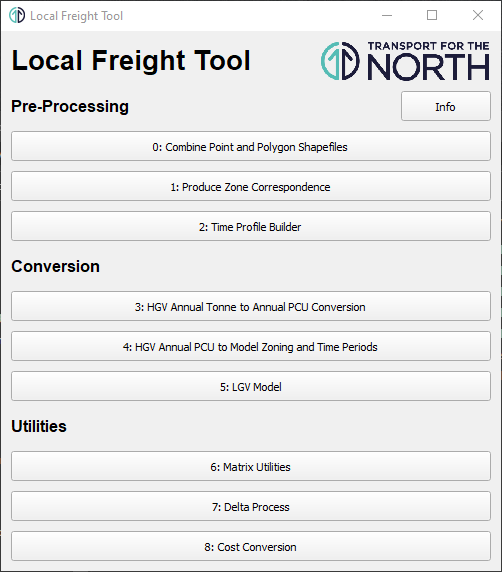 Local Freight Tool
Local Freight Tool
TRANSPORT FOR THE
NORTH
Pre-Processing
Info
0: Combine Point and Polygon Shapefiles
1: Produce Zone Correspondence
2: Time Profile Builder
Conversion
3: HGV Annual Tonne to Annual PCU Conversion
4: HGV Annual PCU to Model Zoning and Time Periods
5: LGV Model
Utilities
6: Matrix Utilities
7: Delta Process
8: Cost Conversion